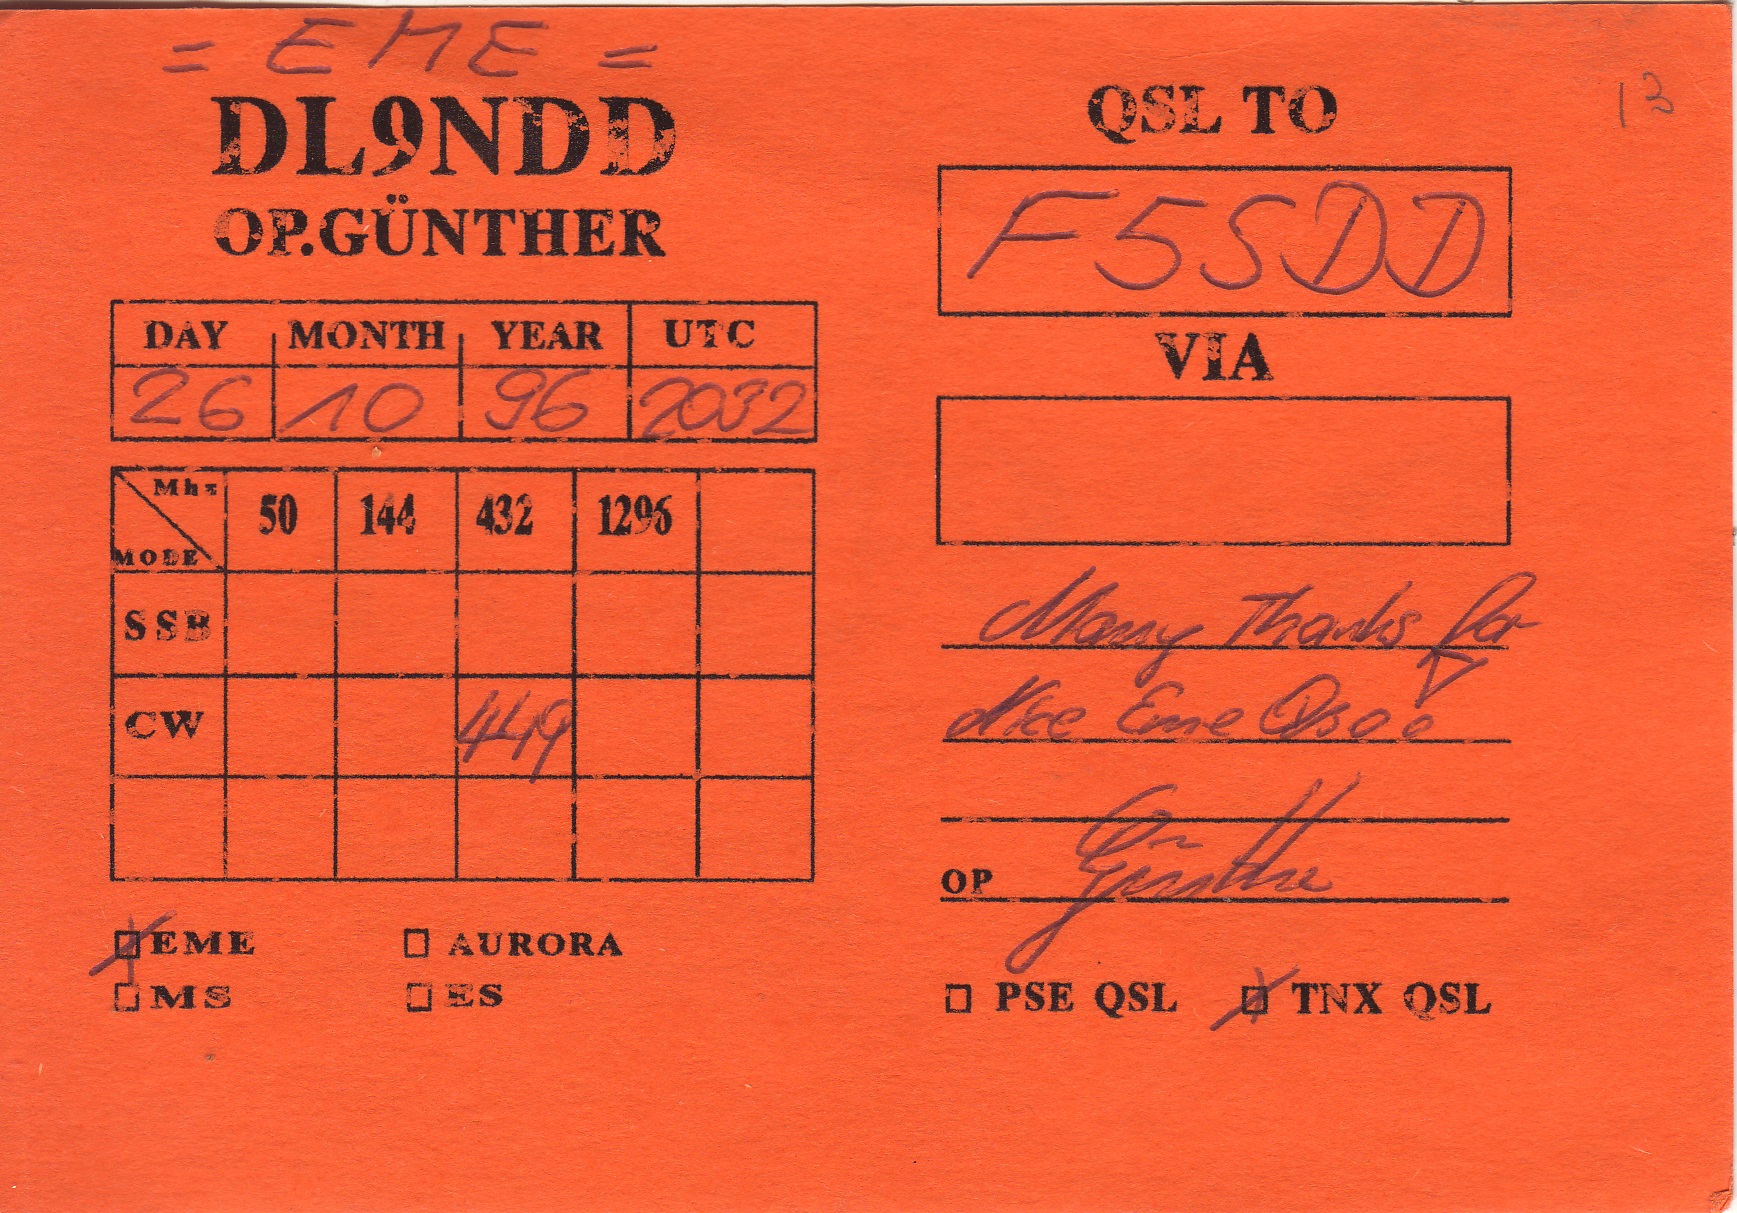 = EME =
DL9NDD
OP.GÜNTHER
DAY MONTH YEAR UTC
26 10 96 2032
Mhz
MODE
50 144 432 1296
SSB
CW 449
EME AURORA
MS ES
13
QSL TO
F5SDD
VIA
Many Thanks for
Nice Eme Qso
OP Günther
PSE QSL TNX QSL